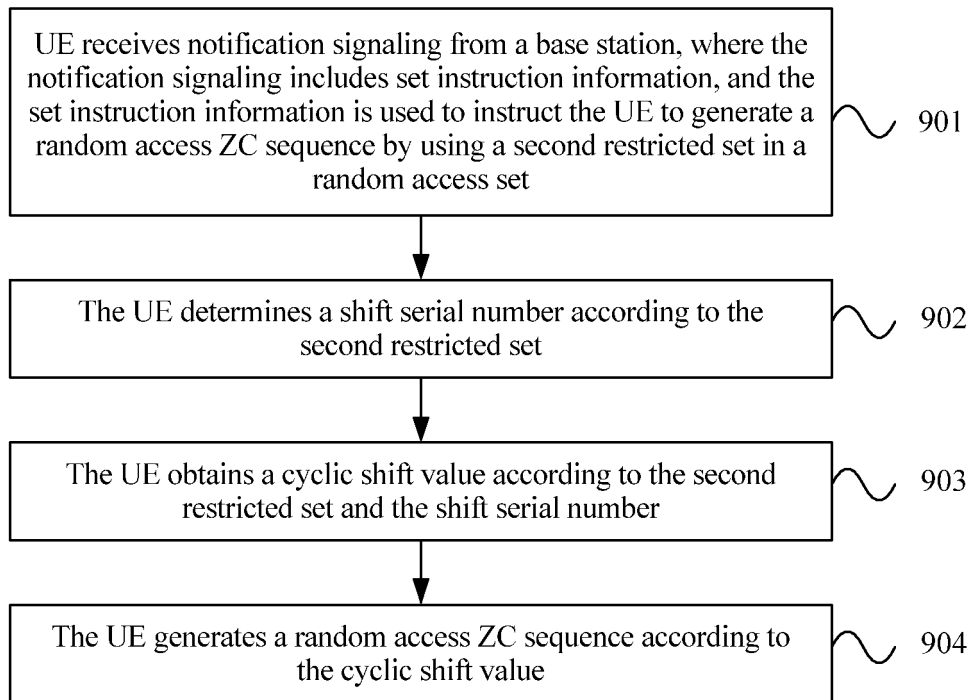 UE receives notification signaling from a base station, where the
notification signaling includes set instruction information, and the
set instruction information is used to instruct the UE to generate a
random access ZC sequence by using a second restricted set in a
random access set
901
The UE determines a shift serial number according to the
second restricted set
902
The UE obtains a cyclic shift value according to the second
restricted set and the shift serial number
903
The UE generates a random access ZC sequence according to
the cyclic shift value
904